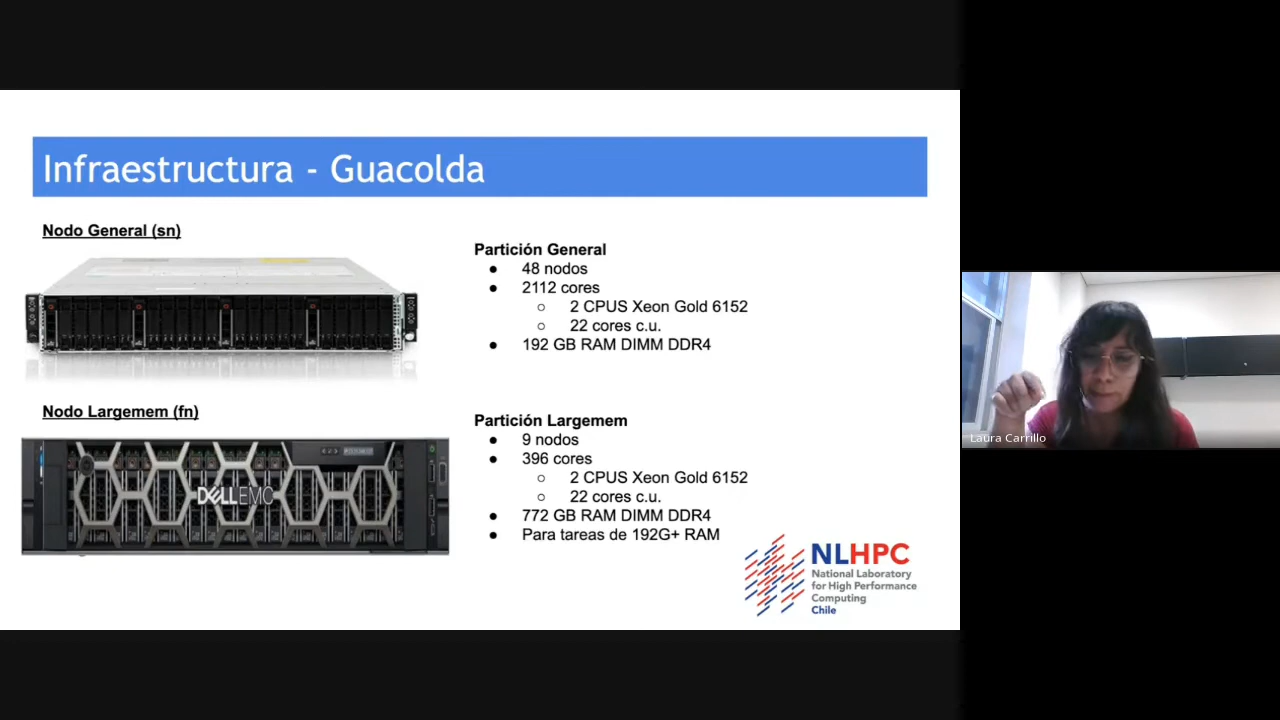 Infraestructura - Guacolda
Nodo General (sn)
Partición General
● 48 nodos
● 2112 cores
○ 2 CPUS Xeon Gold 6152
○ 22 cores c.u.
● 192 GB RAM DIMM DDR4
Nodo Largemem (fn)
DELLEMC
Partición Largemem
● 9 nodos
● 396 cores
○ 2 CPUS Xeon Gold 6152
○ 22 cores c.u.
● 772 GB RAM DIMM DDR4
● Para tareas de 192G+ RAM
NLHPC
National Laboratory
for High Performance
Computing
Chile
Laura Carrillo